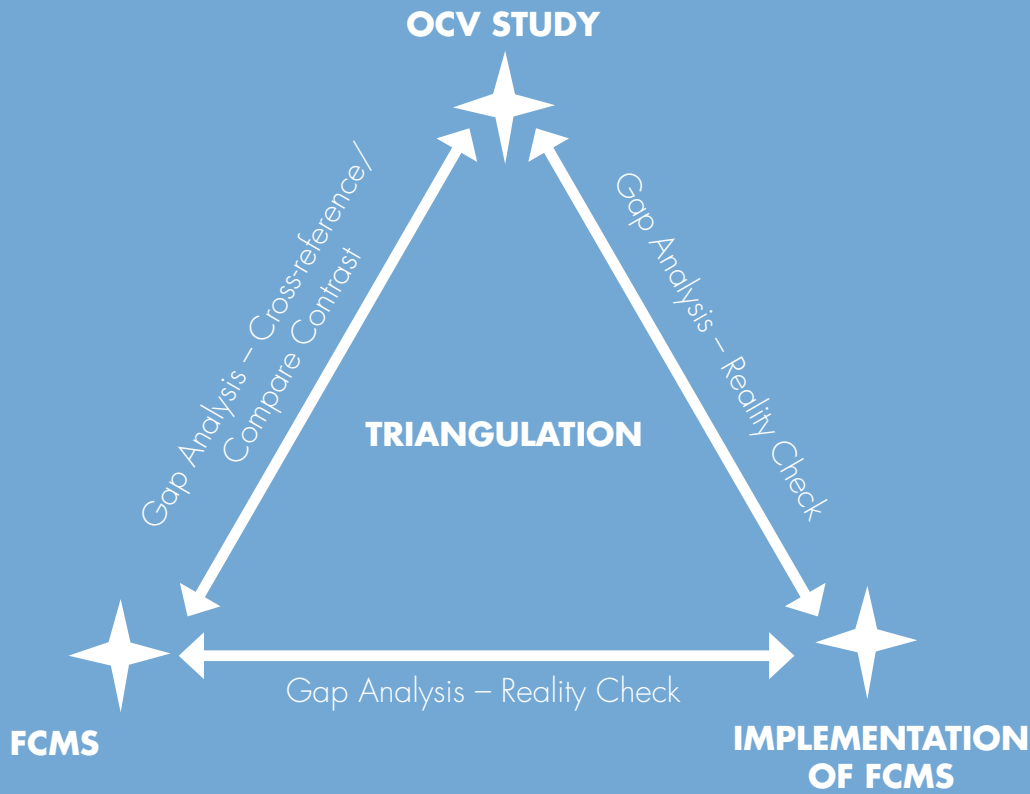 OCV STUDY
Gap Analysis – Cross-reference/
Compare Contrast
Gap Analysis – Reality Check
TRIANGULATION
Gap Analysis – Reality Check
FCMS
IMPLEMENTATION
OF FCMS